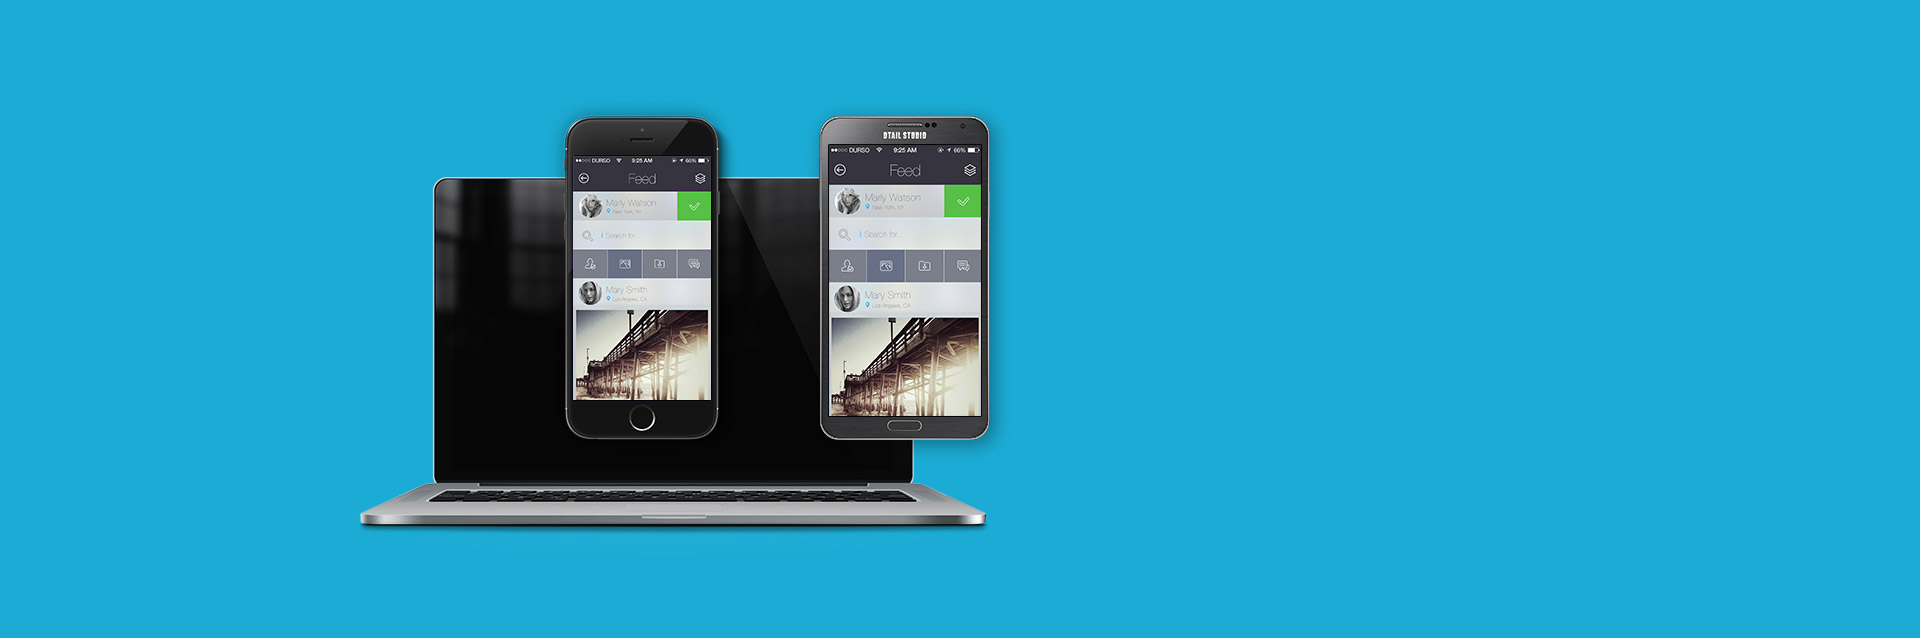 DURSO 9:25 AM 66%
Feed
Marly Watson
New York, NY
Search for...
Mary Smith
Los Angeles, CA
DTAIL STUDIO
DURSO 9:25 AM 66%
Feed
Marly Watson
New York, NY
Search for...
Mary Smith
Los Angeles, CA